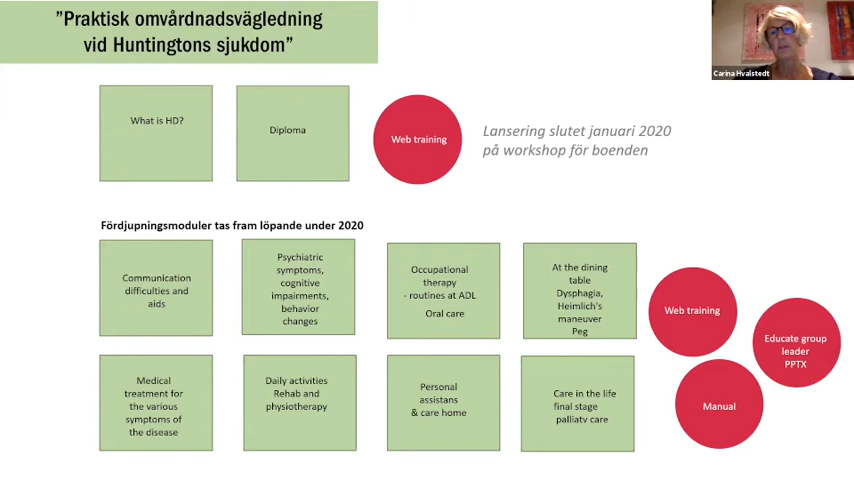 ”Praktisk omvårdnadsvägledning
vid Huntingtons sjukdom”
Carina Hvalstedt
What is HD?
Diploma
Web training
Lansering slutet januari 2020
på workshop för boenden
Fördjupningsmoduler tas fram löpande under 2020
Communication
difficulties and
aids
Psychiatric
symptoms,
cognitive
impairments,
behavior
changes
Occupational
therapy
- routines at ADL
Oral care
At the dining
table
Dysphagia,
Heimlich's
maneuver
Peg
Web training
Educate group
leader
PPTX
Medical
treatment for
the various
symptoms of
the disease
Daily activities
Rehab and
physiotherapy
Personal
assistans
& care home
Care in the life
final stage
palliatv care
Manual